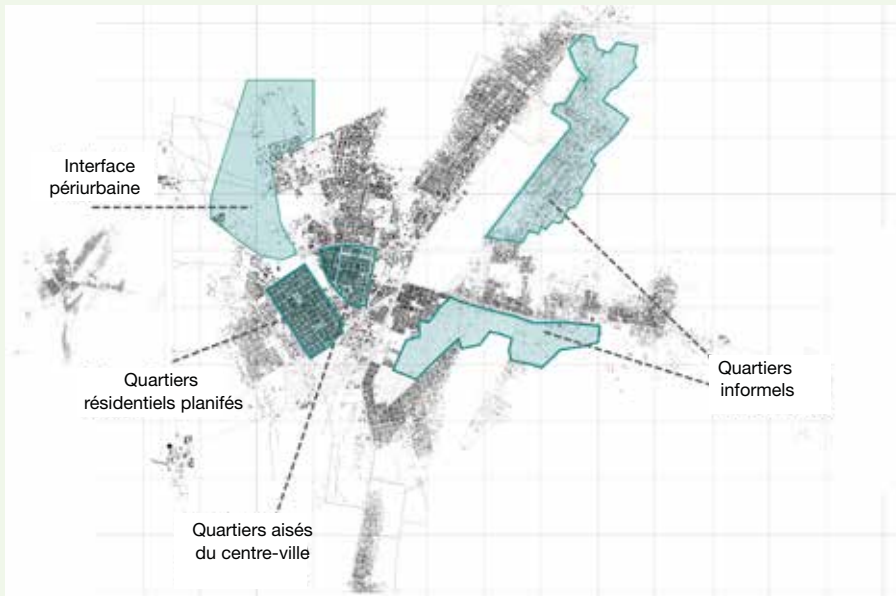 Interface
périurbaine
Quartiers
résidentiels planifés
Quartiers
informels
Quartiers aisés
du centre-ville